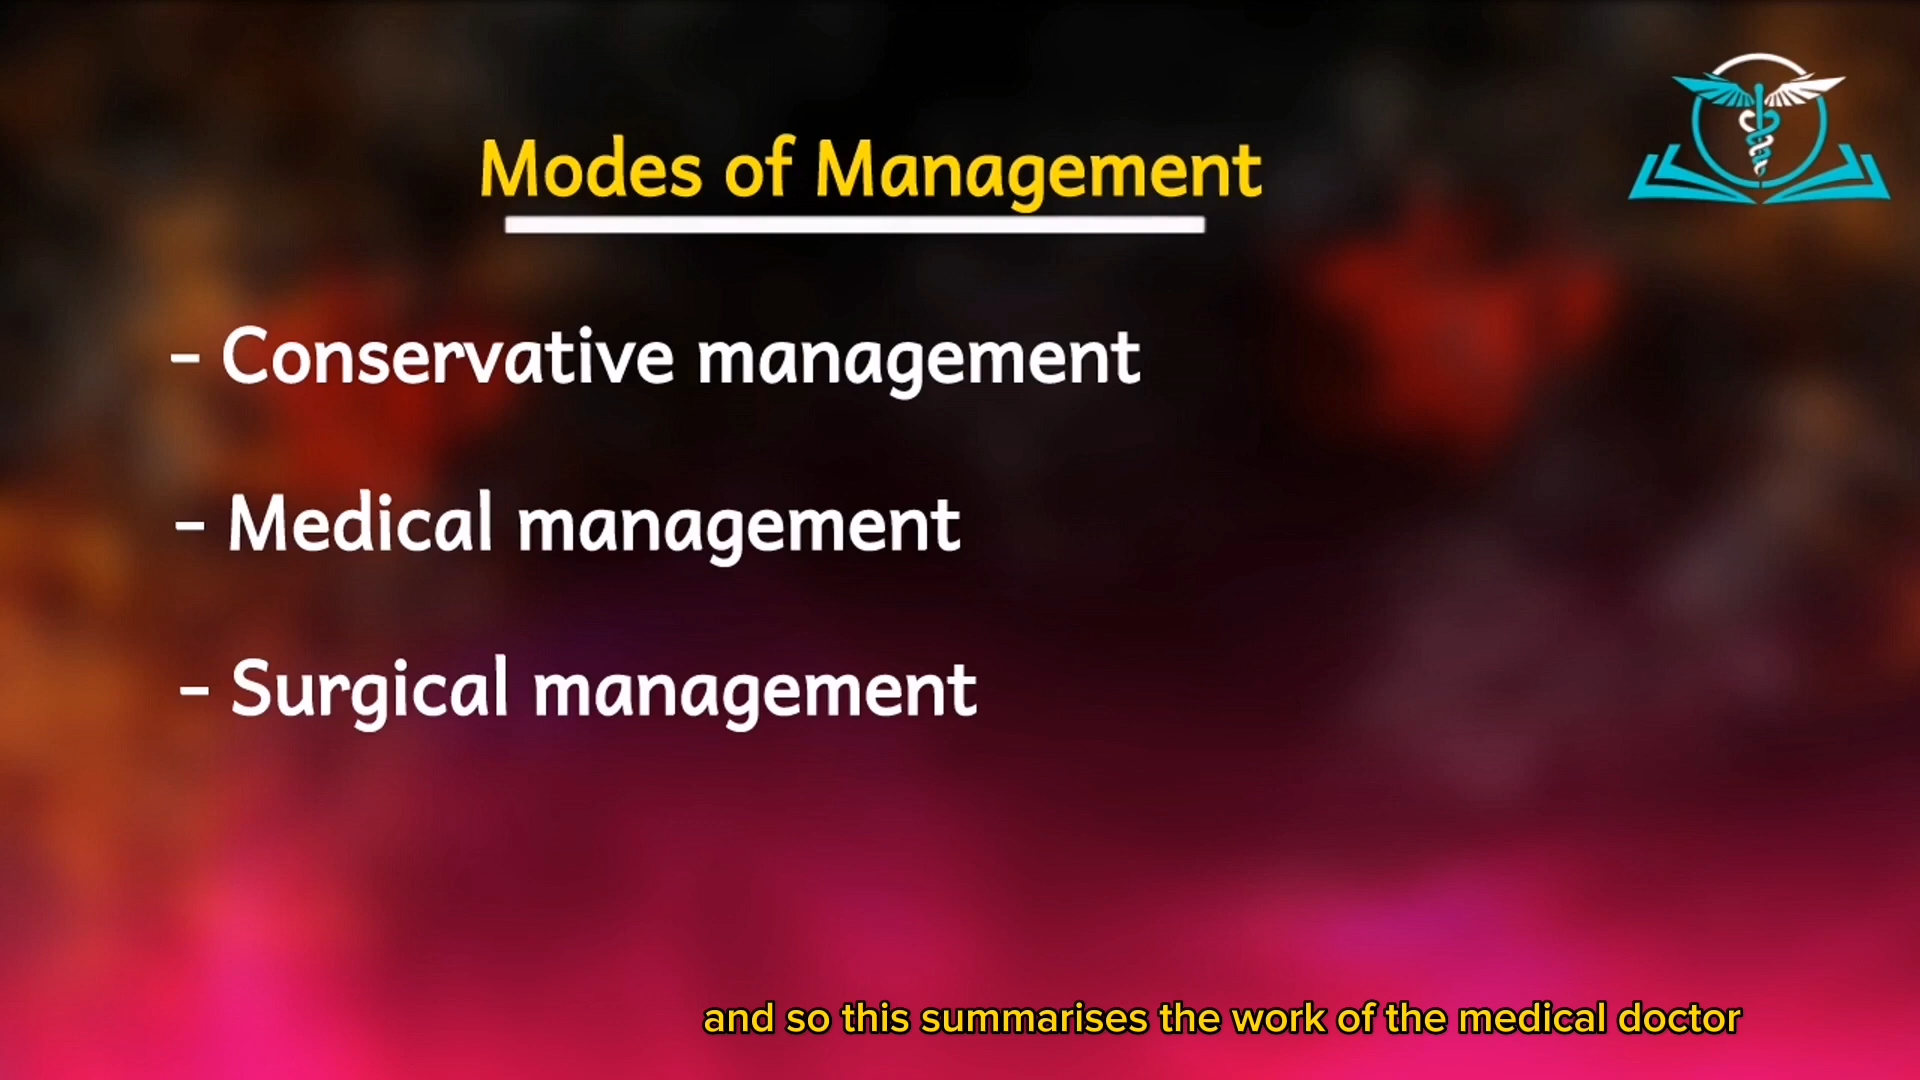 Modes of Management
- Conservative management
- Medical management
- Surgical management
and so this summarises the work of the medical doctor